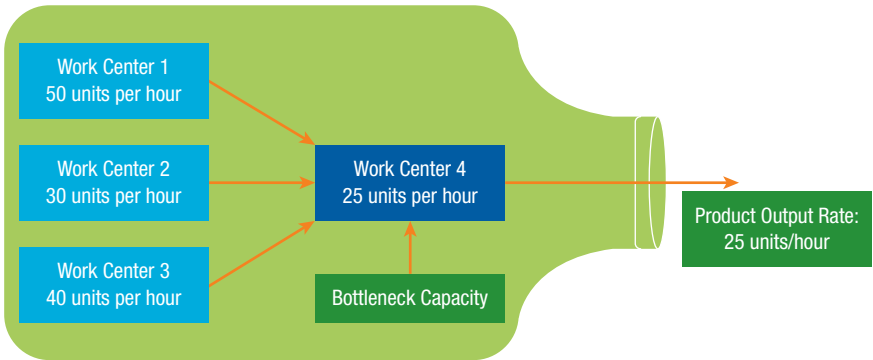 Work Center 1
50 units per hour
Work Center 2
30 units per hour
Work Center 3
40 units per hour
Work Center 4
25 units per hour
Bottleneck Capacity
Product Output Rate:
25 units/hour